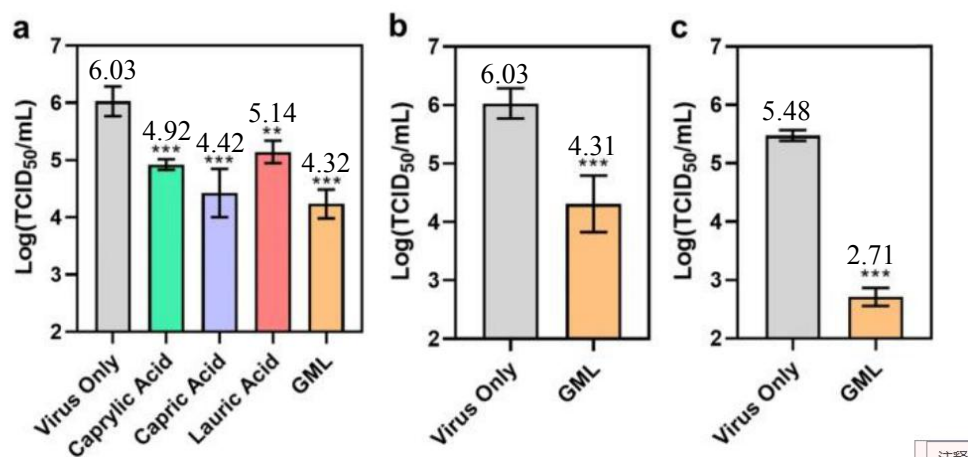 a
7
6
5
4
3
2
Log(TCID50/mL)
6.03
4.92
***
4.42
***
5.14
**
4.32
***
Virus Only
Caprylic Acid
Capric Acid
Lauric Acid
GML
b
7
6
5
4
3
2
Log(TCID50/mL)
6.03
4.31
***
Virus Only
GML
c
7
6
5
4
3
2
Log(TCID50/mL)
5.48
2.71
***
Virus Only
GML